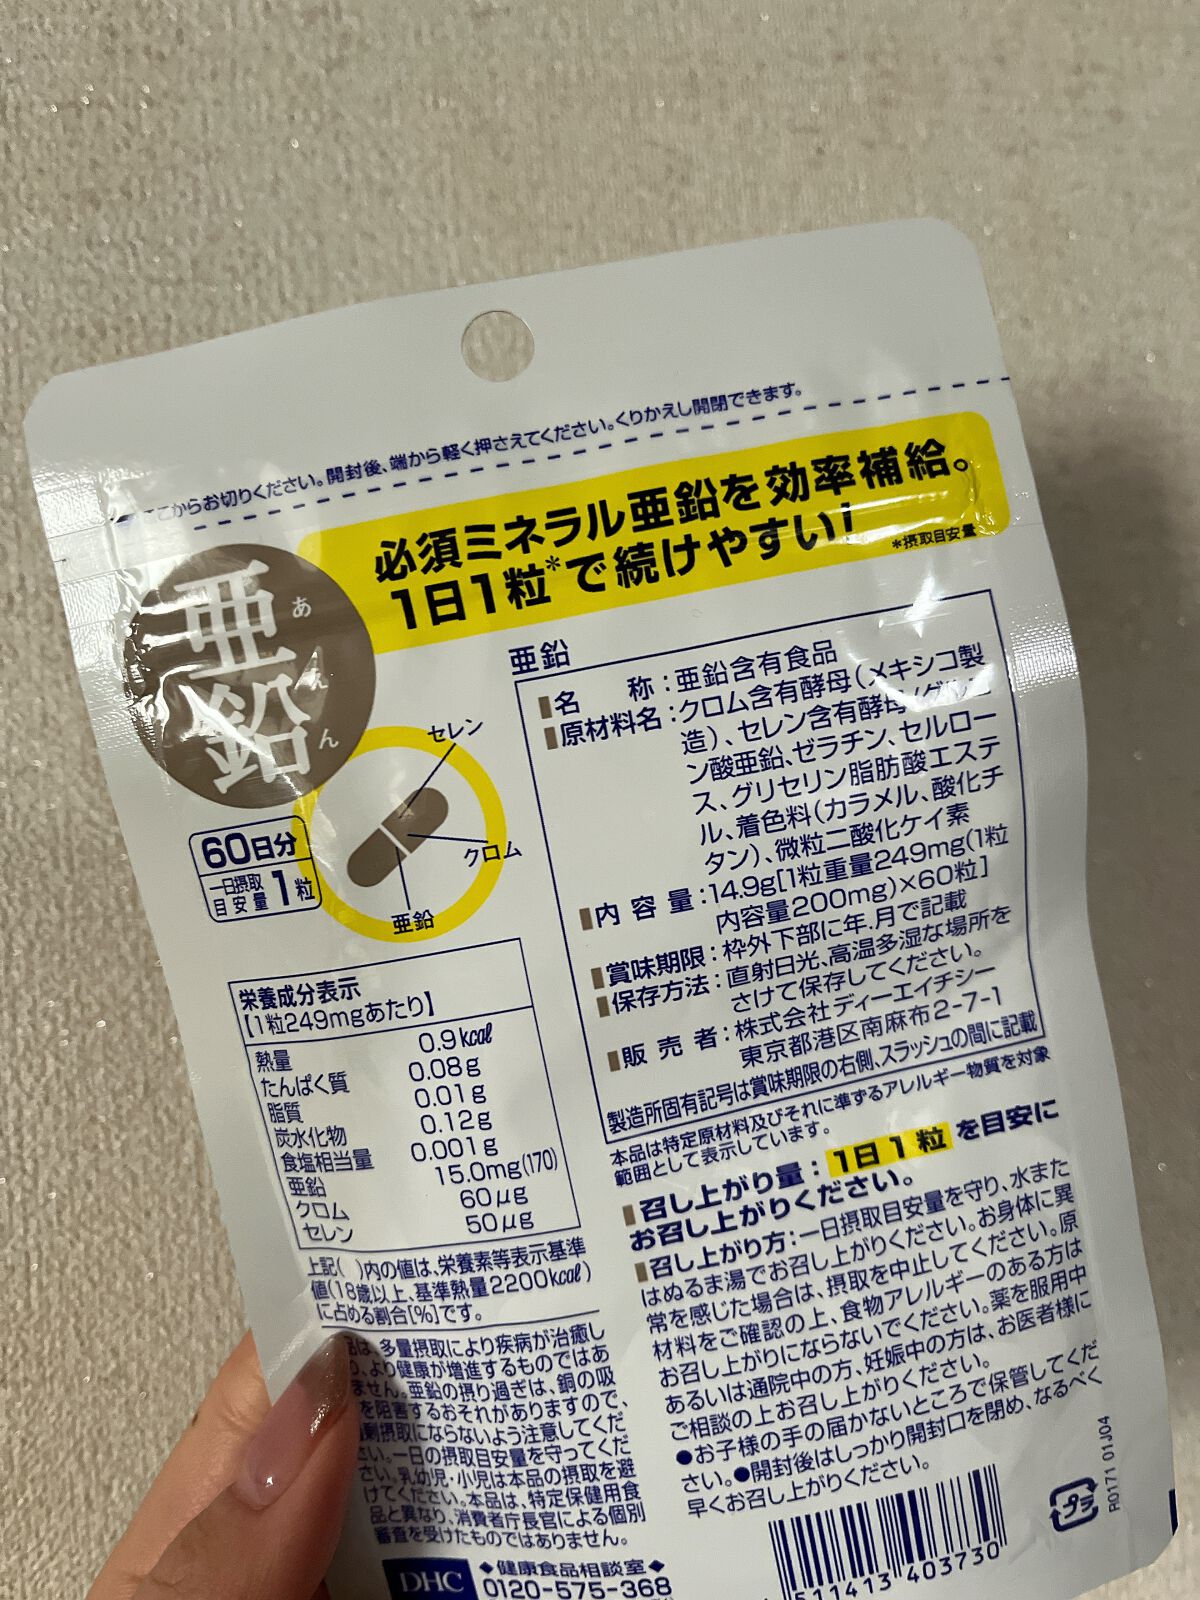 ここからお切りください。開封後、端から軽く押さえてください。くりかえし開閉できます。
必須ミネラル亜鉛を効率補給。
1日1粒*で続けやすい!
*摂取目安量
亜鉛
あえん
セレン
クロム
亜鉛
60日分
一日摂取目安量1粒
栄養成分表示
【1粒249mgあたり】
熱量 0.9kcal
たんぱく質 0.08g
脂質 0.01g
炭水化物 0.12g
食塩相当量 0.001g
亜鉛 15.0mg(170)
クロム 60μg
セレン 50μg
上記( )内の値は、栄養素等表示基準
値(18歳以上、基準熱量2200kcal)
に占める割合[%]です。
品は、多量摂取により疾病が治癒し
り、より健康が増進するものではあ
ません。亜鉛の摂り過ぎは、銅の吸
を阻害するおそれがありますので、
剰摂取にならないよう注意してくだ
さい。一日の摂取目安量を守ってくだ
さい。乳幼児・小児は本品の摂取を避
けてください。本品は、特定保健用食
品と異なり、消費者庁長官による個別
審査を受けたものではありません。
DHC
◆健康食品相談室◆
0120-575-368
亜鉛
名称:亜鉛含有食品
原材料名:クロム含有酵母(メキシコ製
造)、セレン含有酵母/グルコ
ン酸亜鉛、ゼラチン、セルロー
ス、グリセリン脂肪酸エステ
ル、着色料(カラメル、酸化チ
タン)、微粒二酸化ケイ素
内容量:14.9g[1粒重量249mg(1粒
内容量200mg)×60粒]
賞味期限:枠外下部に年.月で記載
保存方法:直射日光、高温多湿な場所を
さけて保存してください。
販売者:株式会社ディーエイチシー
東京都港区南麻布2-7-1
製造所固有記号は賞味期限の右側、スラッシュの間に記載
本品は特定原材料及びそれに準ずるアレルギー物質を対象
範囲として表示しています。
召し上がり量:1日1粒を目安に
お召し上がりください。
召し上がり方:一日摂取目安量を守り、水また
はぬるま湯でお召し上がりください。お身体に異
常を感じた場合は、摂取を中止してください。原
材料をご確認の上、食物アレルギーのある方は
お召し上がりにならないでください。薬を服用中
あるいは通院中の方、妊娠中の方は、お医者様に
ご相談の上お召し上がりください。
●お子様の手の届かないところで保管してくだ
さい。●開封後はしっかり開封口を閉め、なるべく
早くお召し上がりください。
プラ
R0171 01J04
511413 403730